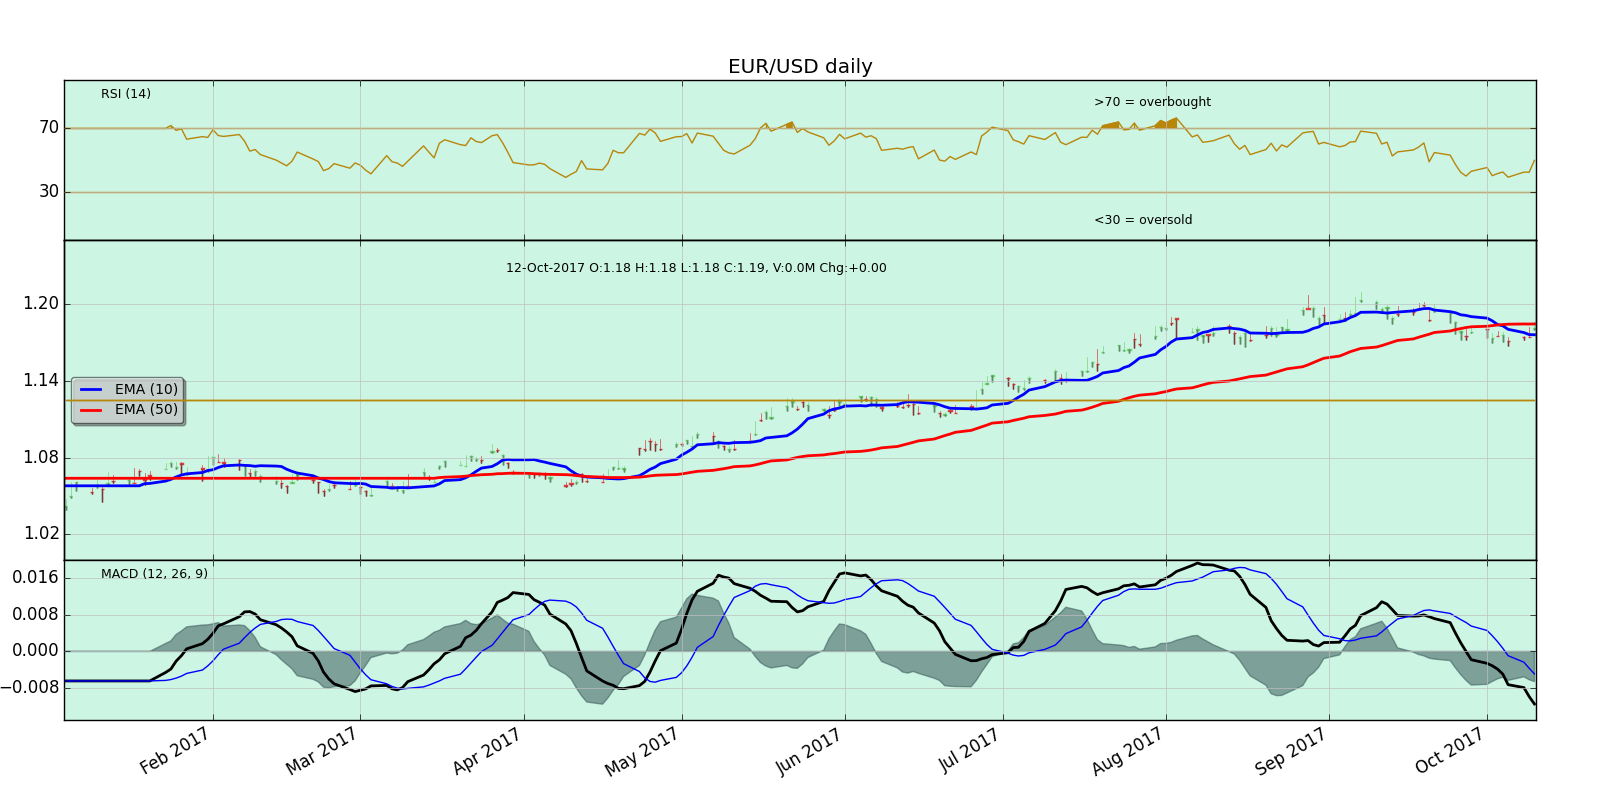 EUR/USD daily
RSI (14)
>70 = overbought
70
30
<30 = oversold
12-Oct-2017 O:1.18 H:1.18 L:1.18 C:1.19, V:0.0M Chg:+0.00
1.20
1.14
EMA (10)
EMA (50)
1.08
1.02
MACD (12, 26, 9)
0.016
0.008
0.000
−0.008
Feb 2017
Mar 2017
Apr 2017
May 2017
Jun 2017
Jul 2017
Aug 2017
Sep 2017
Oct 2017